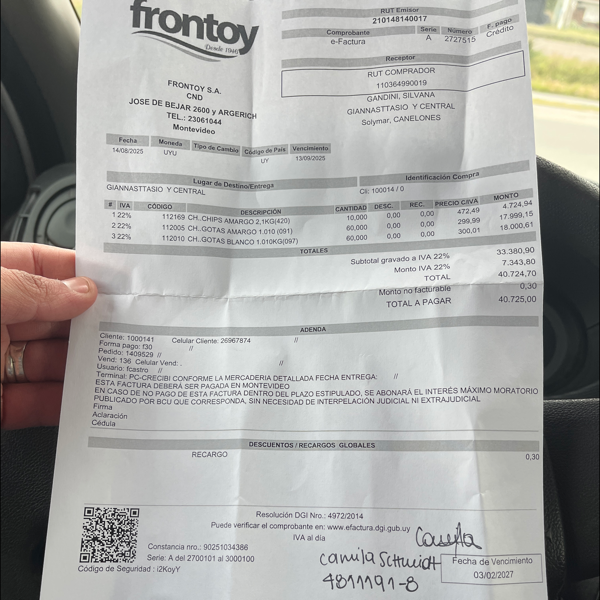 frontoy
Desde 1946
RUT Emisor
210148140017
Comprobante Serie Número F. pago
e-Factura A 2727515 Crédito
Receptor
RUT COMPRADOR
110364990019
GANDINI, SILVANA
GIANNASTTASIO Y CENTRAL
Solymar, CANELONES
FRONTOY S.A.
CND
JOSE DE BEJAR 2600 y ARGERICH
TEL.: 23061044
Montevideo
Fecha Moneda Tipo de Cambio Código de País Vencimiento
14/08/2025 UYU UY 13/09/2025
Lugar de Destino/Entrega Identificación Compra
GIANNASTTASIO Y CENTRAL CI: 100014 / 0
# IVA CÓDIGO DESCRIPCIÓN CANTIDAD DESC. REC. PRECIO C/IVA MONTO
1 22% 112169 CH..CHIPS AMARGO 2,1KG(420) 10,000 0,00 0,00 472,49 4.724,94
2 22% 112005 CH..GOTAS AMARGO 1.010 (091) 60,000 0,00 0,00 299,99 17.999,15
3 22% 112010 CH..GOTAS BLANCO 1.010KG(097) 60,000 0,00 0,00 300,01 18.000,61
TOTALES
Subtotal gravado a IVA 22% 33.380,90
Monto IVA 22% 7.343,80
TOTAL 40.724,70
Monto no facturable 0,30
TOTAL A PAGAR 40.725,00
ADENDA
Cliente: 1000141 Celular Cliente: 26967874 //
Forma pago: f30 //
Pedido: 1409529 //
Vend: 136 Celular Vend: . //
Usuario: fcastro //
Terminal: PC-CRECIBI CONFORME LA MERCADERIA DETALLADA FECHA ENTREGA: //
ESTA FACTURA DEBERÁ SER PAGADA EN MONTEVIDEO
EN CASO DE NO PAGO DE ESTA FACTURA DENTRO DEL PLAZO ESTIPULADO, SE ABONARÁ EL INTERÉS MÁXIMO MORATORIO
PUBLICADO POR BCU QUE CORRESPONDA, SIN NECESIDAD DE INTERPELACIÓN JUDICIAL NI EXTRAJUDICIAL
Firma
Aclaración
Cédula
DESCUENTOS / RECARGOS GLOBALES
RECARGO 0,30
Resolución DGI Nro.: 4972/2014
Puede verificar el comprobante en: www.efactura.dgi.gub.uy
IVA al día
Constancia nro.: 90251034386
Serie: A del 2700101 al 3000100
Código de Seguridad : i2KoyY
Camila Schmidt
4811191-8
Fecha de Vencimiento
03/02/2027